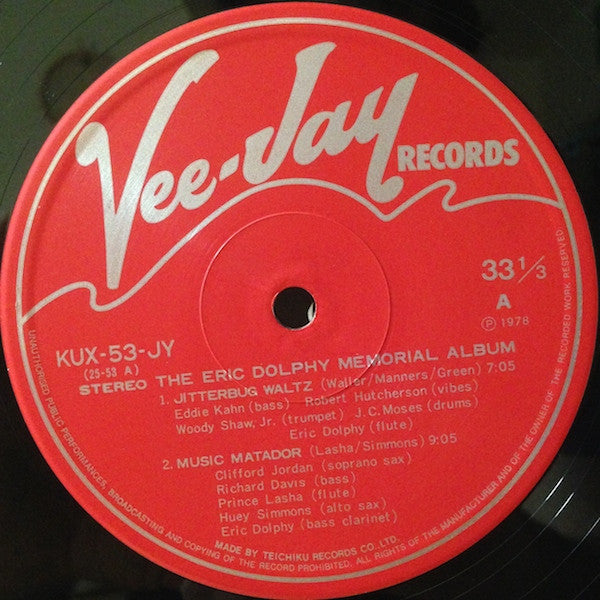 Vee-Jay
RECORDS
33 1/3
A
Ⓟ 1978
KUX-53-JY
(25-53 A)
STEREO THE ERIC DOLPHY MEMORIAL ALBUM
1. JITTERBUG WALTZ (Waller/Manners/Green) 7:05
Eddie Kahn (bass) Robert Hutcherson (vibes)
Woody Shaw, Jr. (trumpet) J.C. Moses (drums)
Eric Dolphy (flute)
2. MUSIC MATADOR (Lasha/Simmons) 9:05
Clifford Jordan (soprano sax)
Richard Davis (bass)
Prince Lasha (flute)
Huey Simmons (alto sax)
Eric Dolphy (bass clarinet)
MADE BY TEICHIKU RECORDS CO., LTD.
UNAUTHORISED PUBLIC PERFORMANCES, BROADCASTING AND COPYING OF THE RECORD PROHIBITED. ALL RIGHTS OF THE MANUFACTURER AND OF THE OWNER OF THE RECORDED WORK RESERVED.